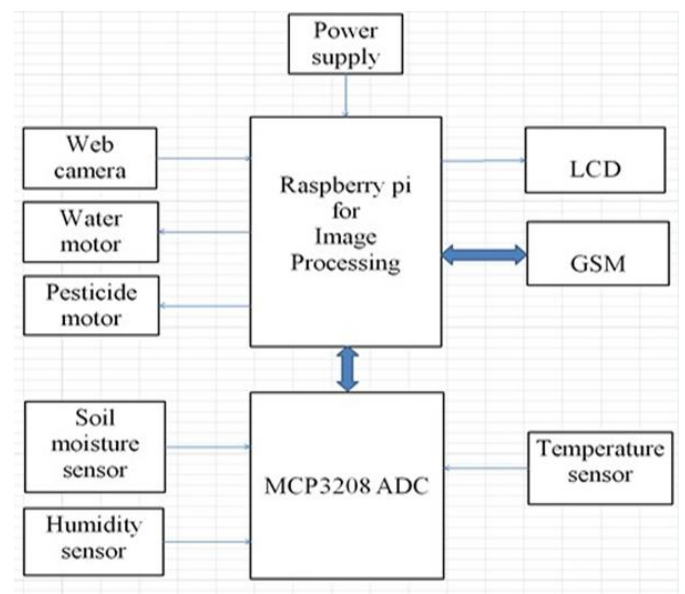 Power
supply
Web
camera
Raspberry pi
for
Image
Processing
LCD
Water
motor
GSM
Pesticide
motor
Soil
moisture
sensor
MCP3208 ADC
Temperature
sensor
Humidity
sensor